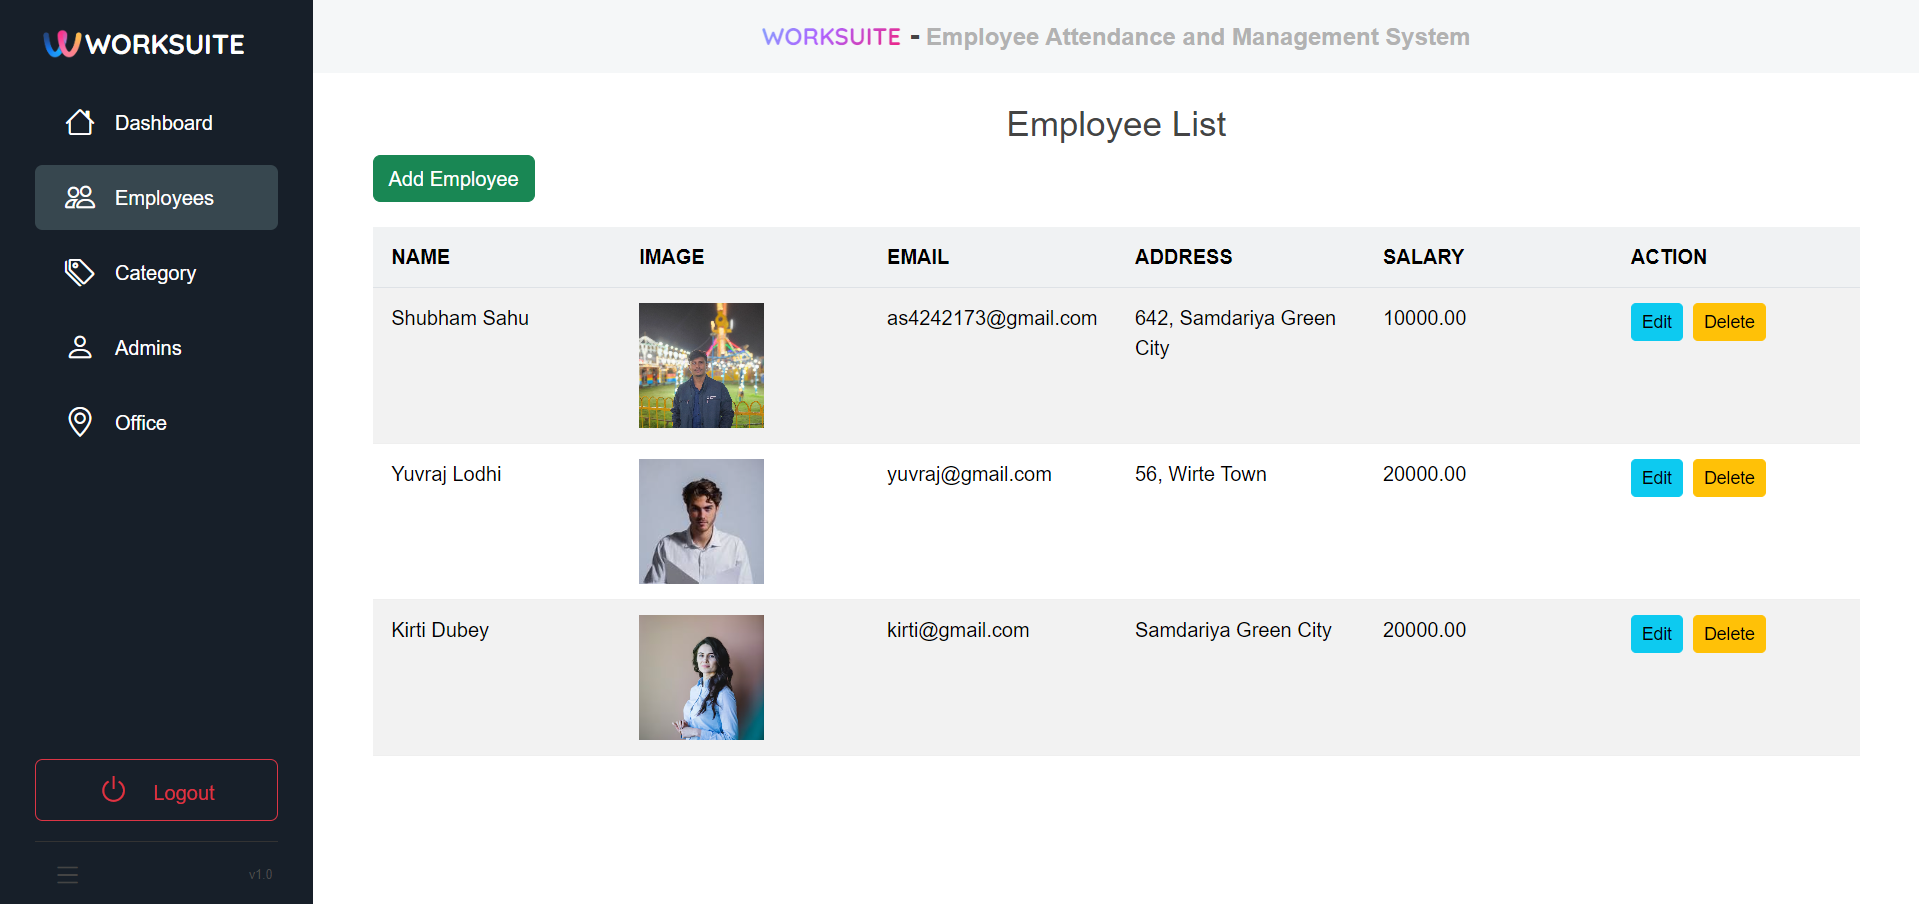 WORKSUITE
Dashboard
Employees
Category
Admins
Office
Logout
v1.0
WORKSUITE - Employee Attendance and Management System
Employee List
Add Employee
NAME IMAGE EMAIL ADDRESS SALARY ACTION
Shubham Sahu as4242173@gmail.com 642, Samdariya Green 10000.00 Edit Delete
City
Yuvraj Lodhi yuvraj@gmail.com 56, Wirte Town 20000.00 Edit Delete
Kirti Dubey kirti@gmail.com Samdariya Green City 20000.00 Edit Delete